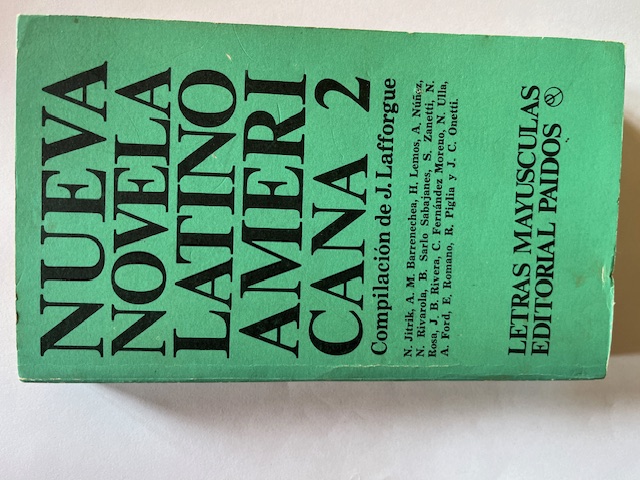 NUEVA
NOVELA
LATINO
AMERI
CANA 2
Compilación de J. Lafforgue
N. Jitrik, A. M. Barrenechea, H. Lemos, A. Núñez,
N. Rivarola, B. Sarlo Sabajanes, S. Zanetti, N.
Rosa, J. B. Rivera, C. Fernández Moreno, N. Ulla,
A. Ford, E. Romano, R. Piglia y J. C. Onetti.
LETRAS MAYUSCULAS
EDITORIAL PAIDOS